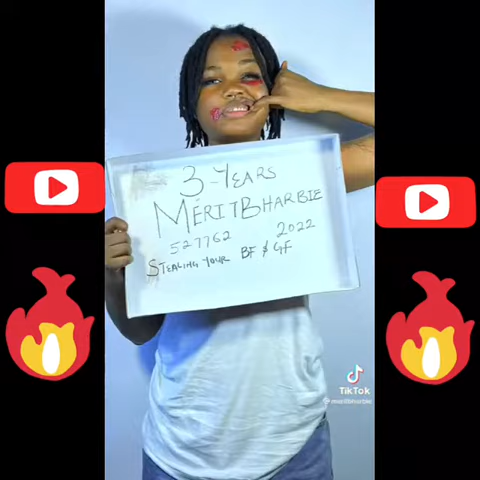 3-YEARS
MERITBHARBIE
527762 2022
STEALING YOUR BF & GF
TikTok